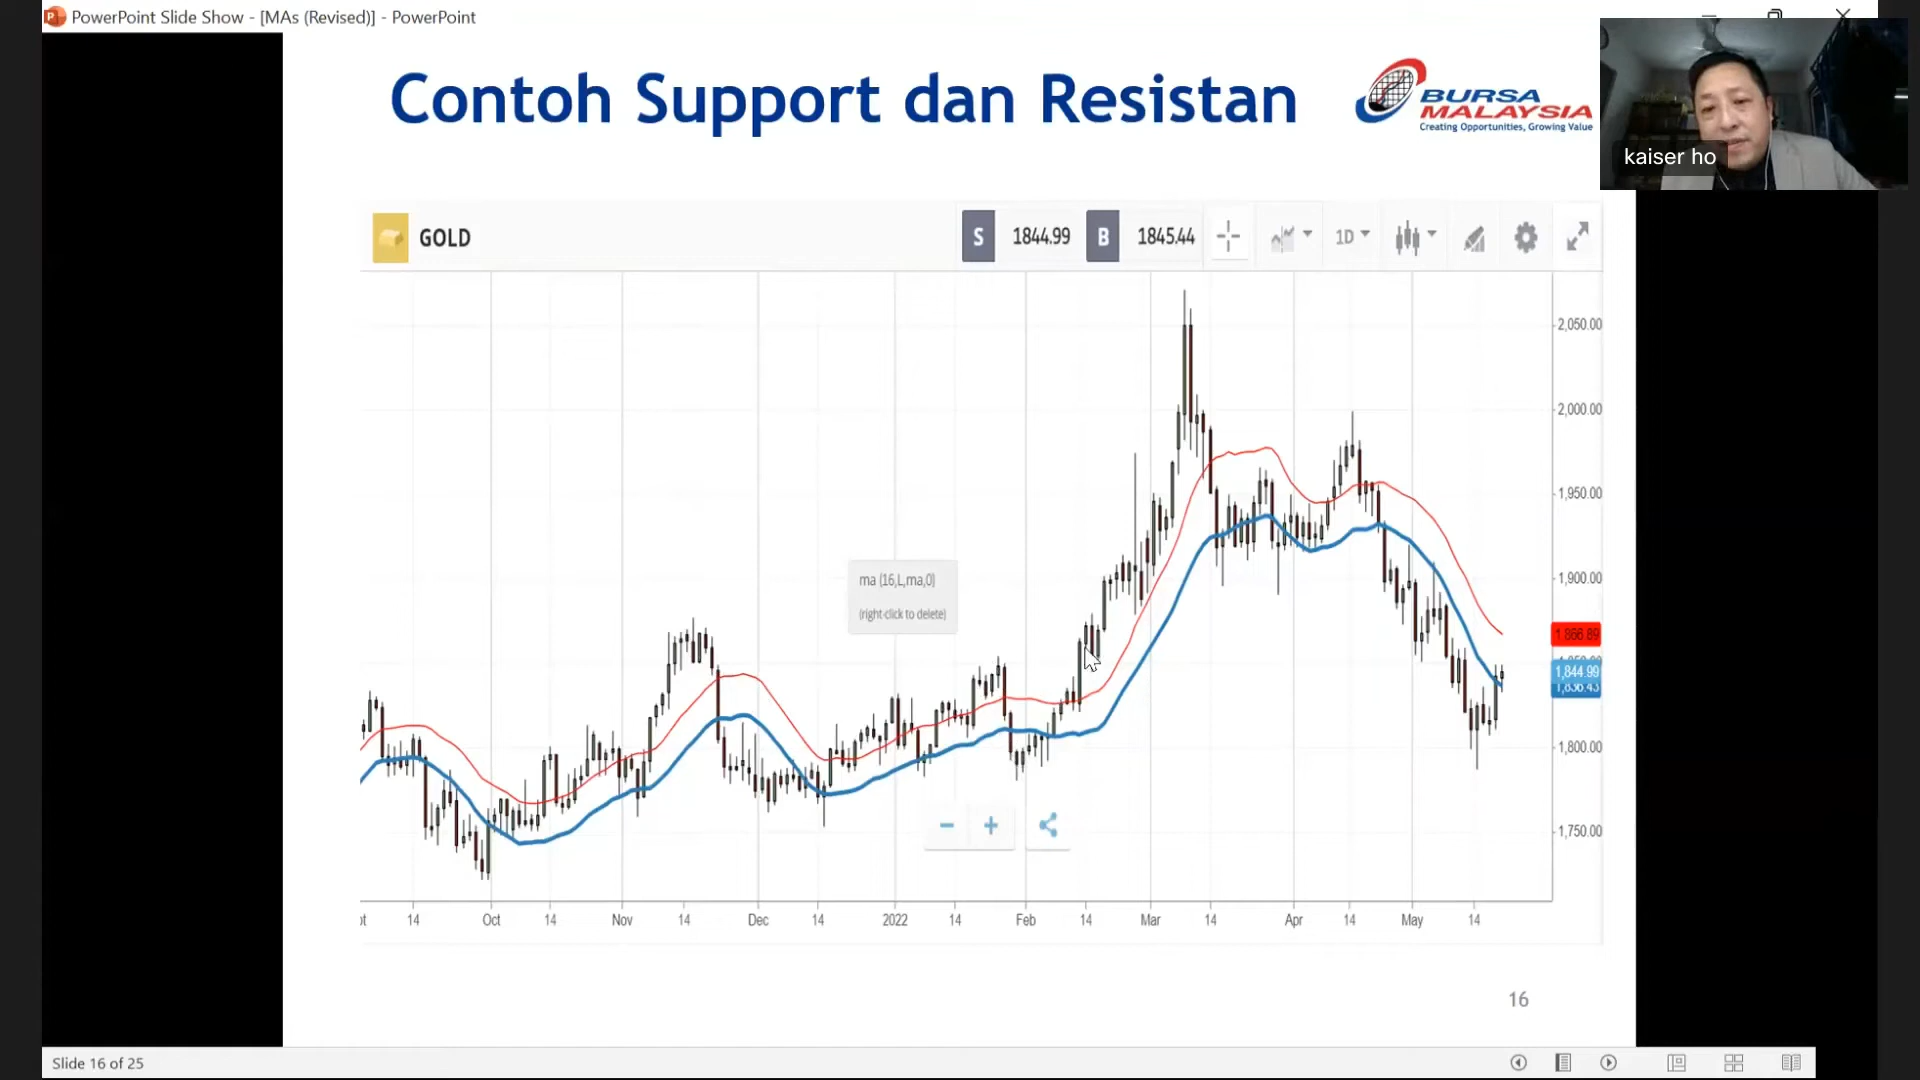 PowerPoint Slide Show - [MAs (Revised)] - PowerPoint
Contoh Support dan Resistan
BURSA
MALAYSIA
Creating Opportunities, Growing Value
kaiser ho
GOLD
S 1844.99 B 1845.44 1D
2,050.00
2,000.00
1,950.00
ma (16,L,ma,0)
(right-click to delete)
1,900.00
1,866.89
1,844.99
1,836.43
1,800.00
1,750.00
14 Oct 14 Nov 14 Dec 14 2022 14 Feb 14 Mar 14 Apr 14 May 14
16
Slide 16 of 25